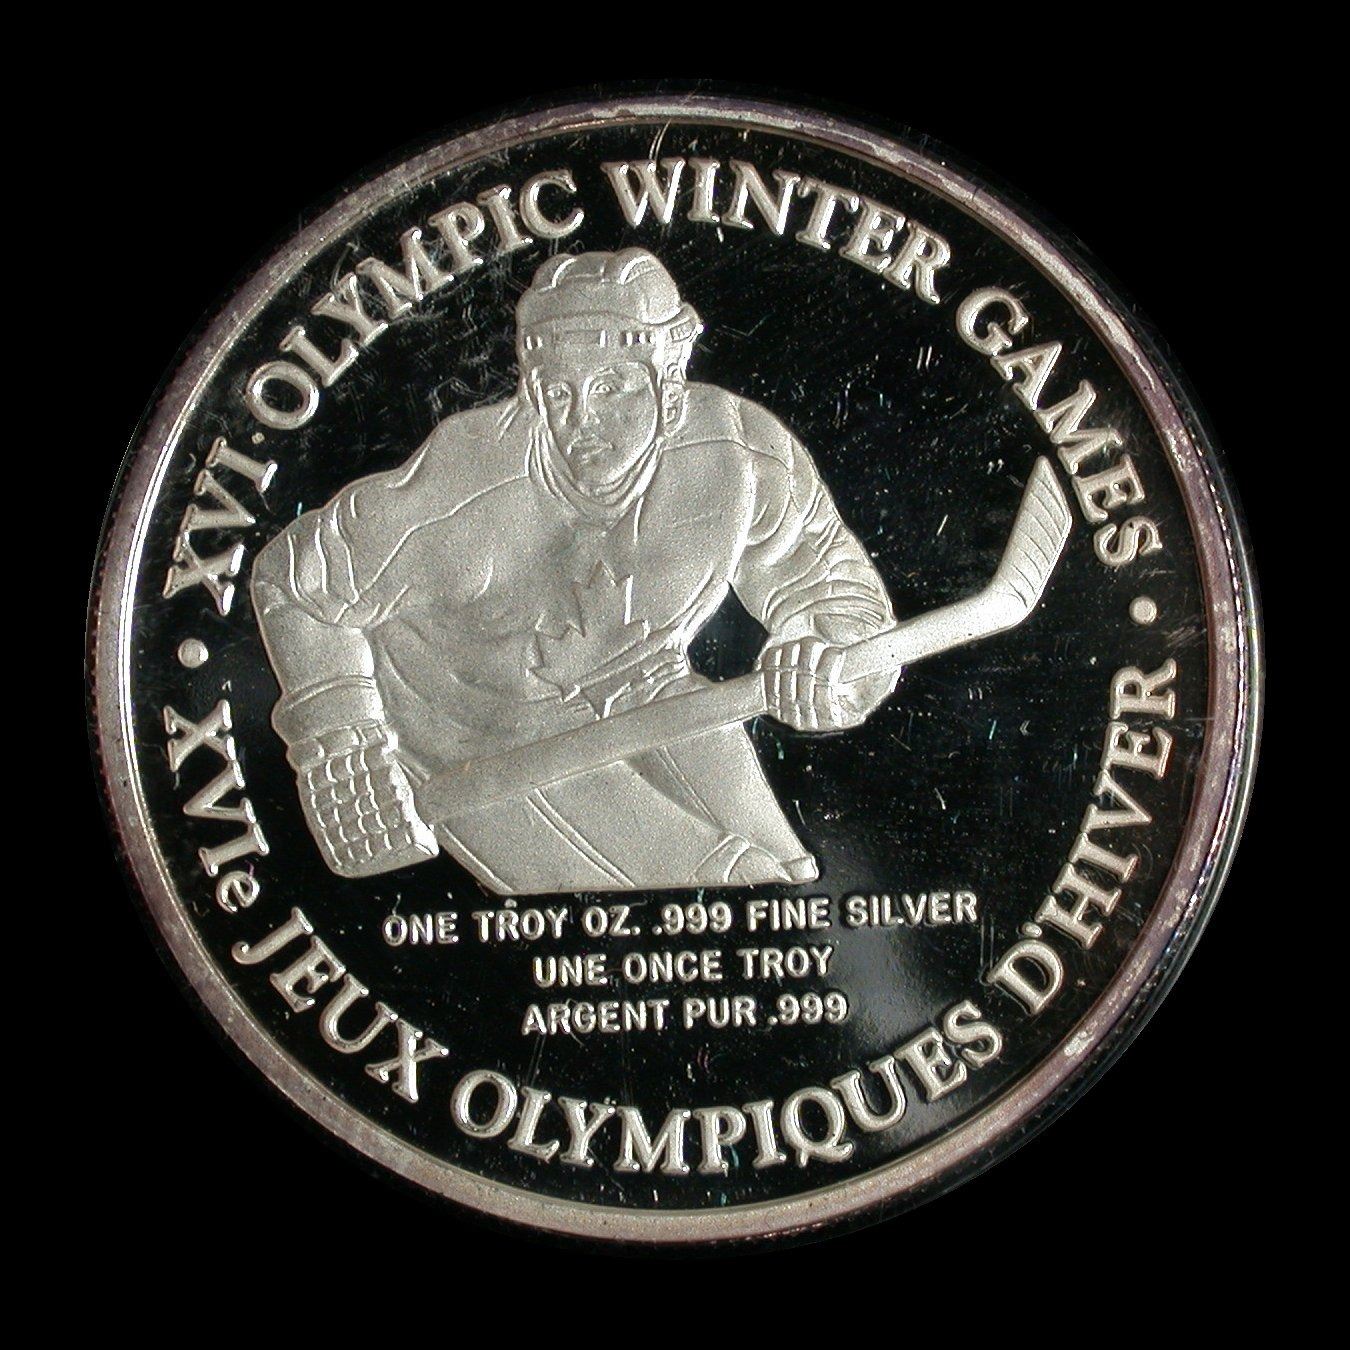 XVI·OLYMPIC WINTER GAMES
XVIe JEUX OLYMPIQUES D'HIVER
ONE TROY OZ. .999 FINE SILVER
UNE ONCE TROY
ARGENT PUR .999